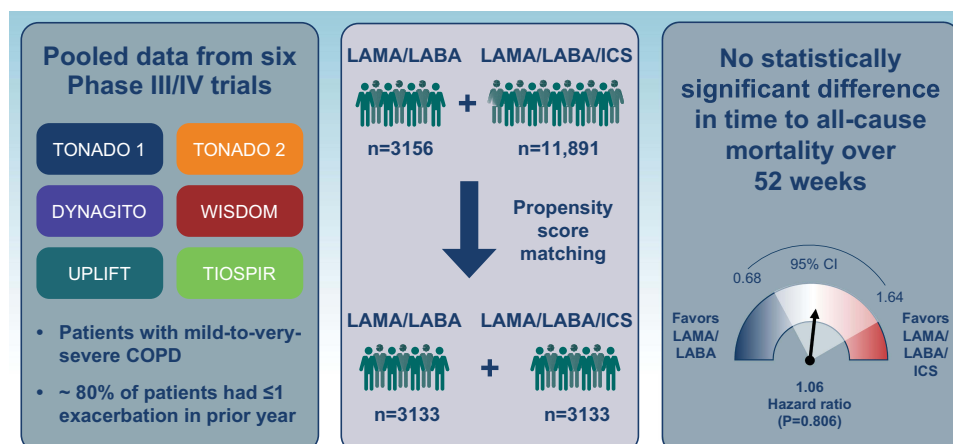 Pooled data from six
Phase III/IV trials
TONADO 1
TONADO 2
DYNAGITO
WISDOM
UPLIFT
TIOSPIR
• Patients with mild-to-very-
severe COPD
• ~ 80% of patients had ≤1
exacerbation in prior year
LAMA/LABA
LAMA/LABA/ICS
+
n=3156
n=11,891
Propensity
score
matching
LAMA/LABA
LAMA/LABA/ICS
+
n=3133
n=3133
No statistically
significant difference
in time to all-cause
mortality over
52 weeks
95% CI
0.68
1.64
Favors
LAMA/
LABA
Favors
LAMA/
LABA/
ICS
1.06
Hazard ratio
(P=0.806)